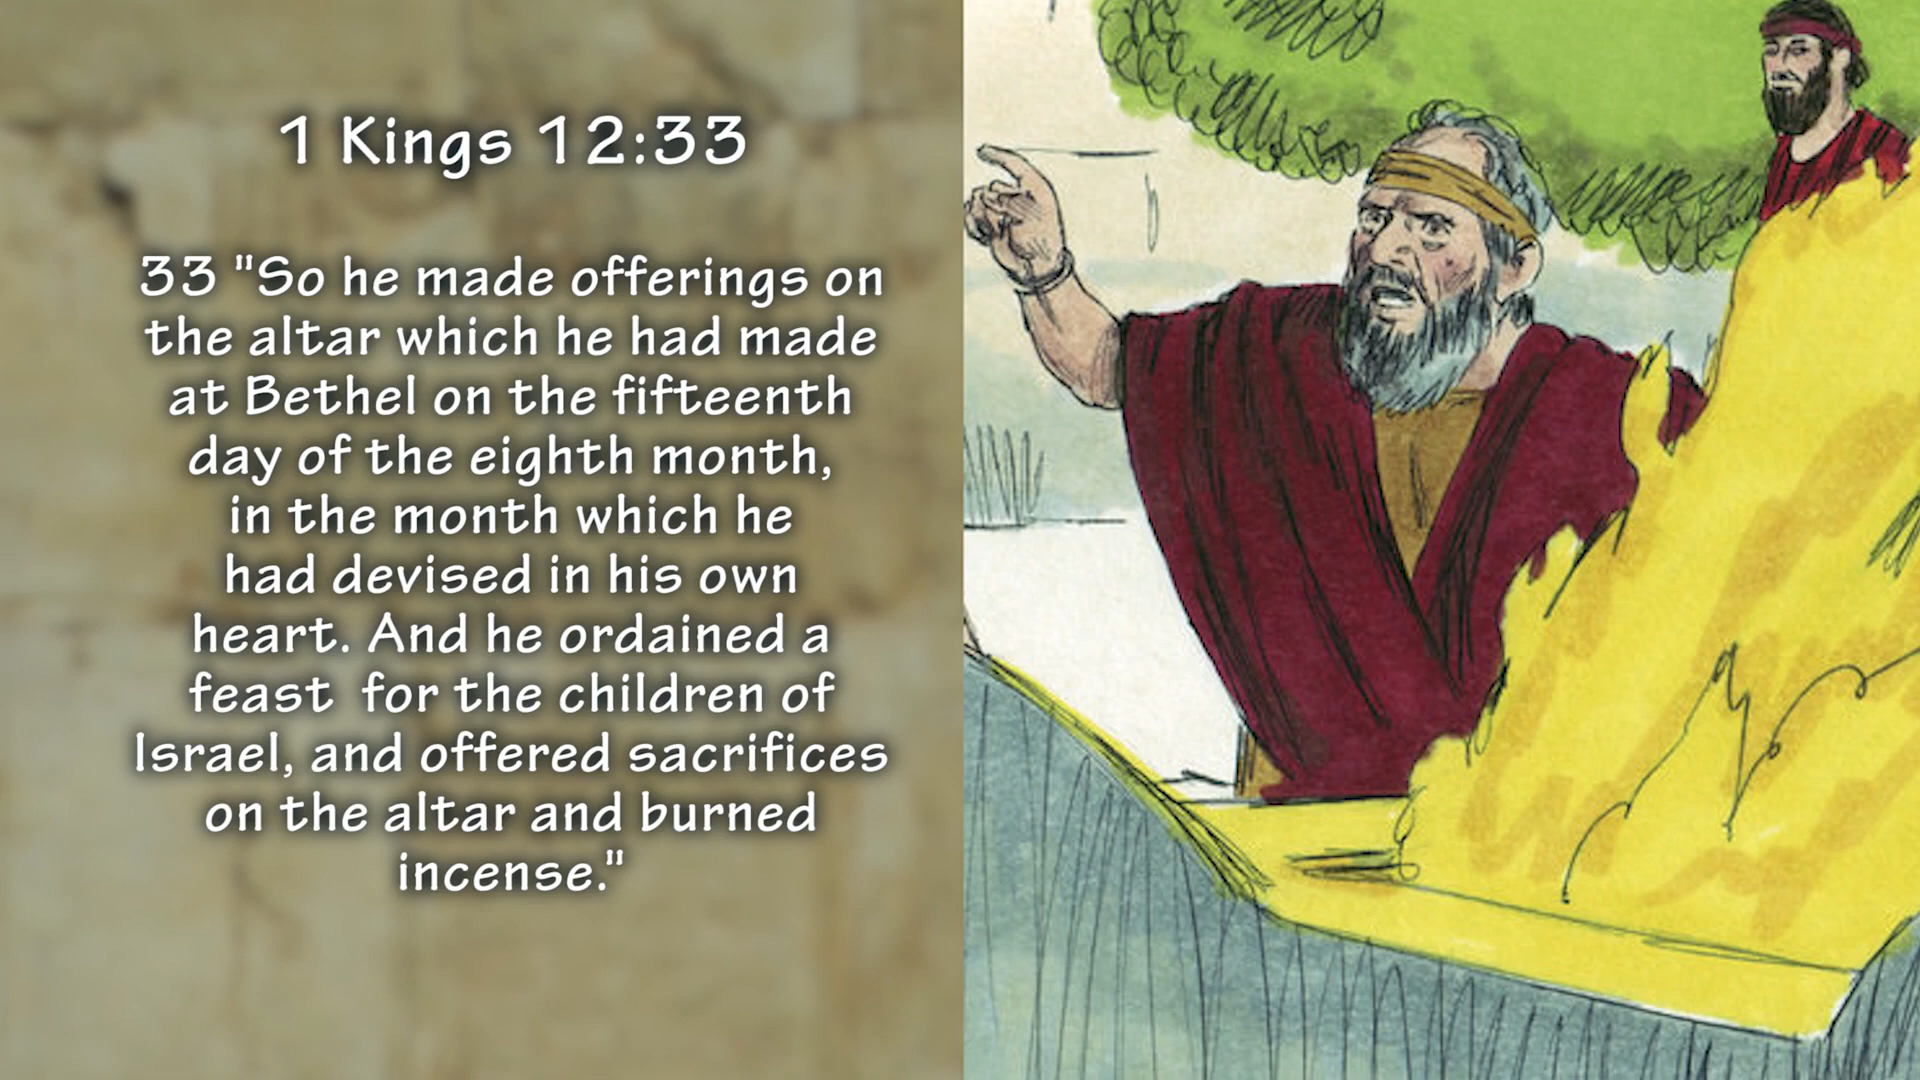 1 Kings 12:33
33 "So he made offerings on
the altar which he had made
at Bethel on the fifteenth
day of the eighth month,
in the month which he
had devised in his own
heart. And he ordained a
feast  for the children of
Israel, and offered sacrifices
on the altar and burned
incense."